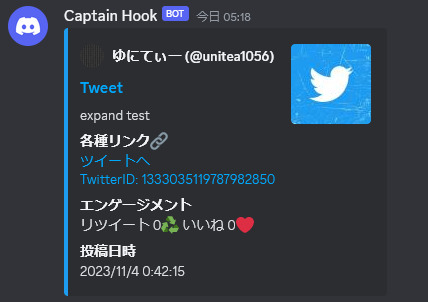 Captain Hook BOT 今日 05:18
ゆにてぃー (@unitea1056)
Tweet
expand test
各種リンク🔗
ツイートへ
TwitterID: 1333035119787982850
エンゲージメント
リツイート 0♻️ いいね 0❤️
投稿日時
2023/11/4 0:42:15